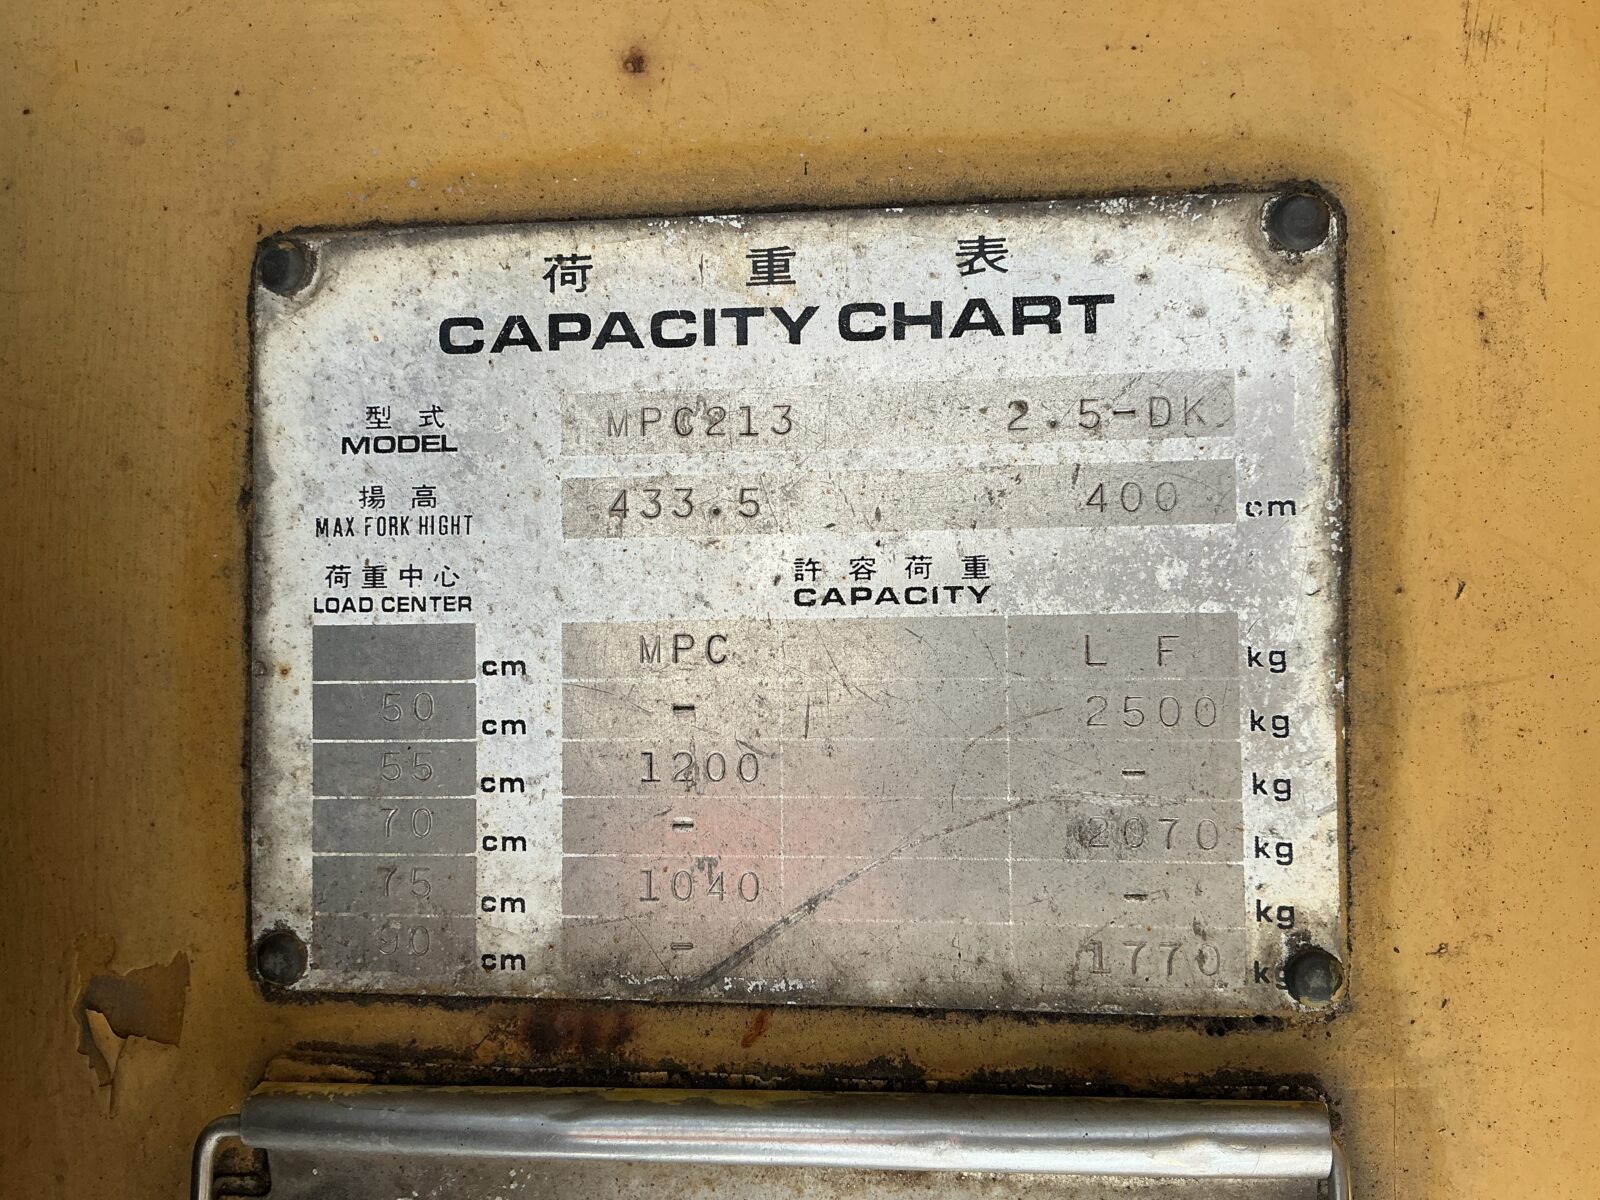 荷重表
CAPACITY CHART
型式 MPC213 2.5-DK
MODEL
揚高 433.5 400 cm
MAX FORK HIGHT
荷重中心 許容荷重
LOAD CENTER CAPACITY
cm MPC L F kg
50 cm - 2500 kg
55 cm 1200 - kg
70 cm - 2070 kg
75 cm 1040 - kg
90 cm - 1770 kg